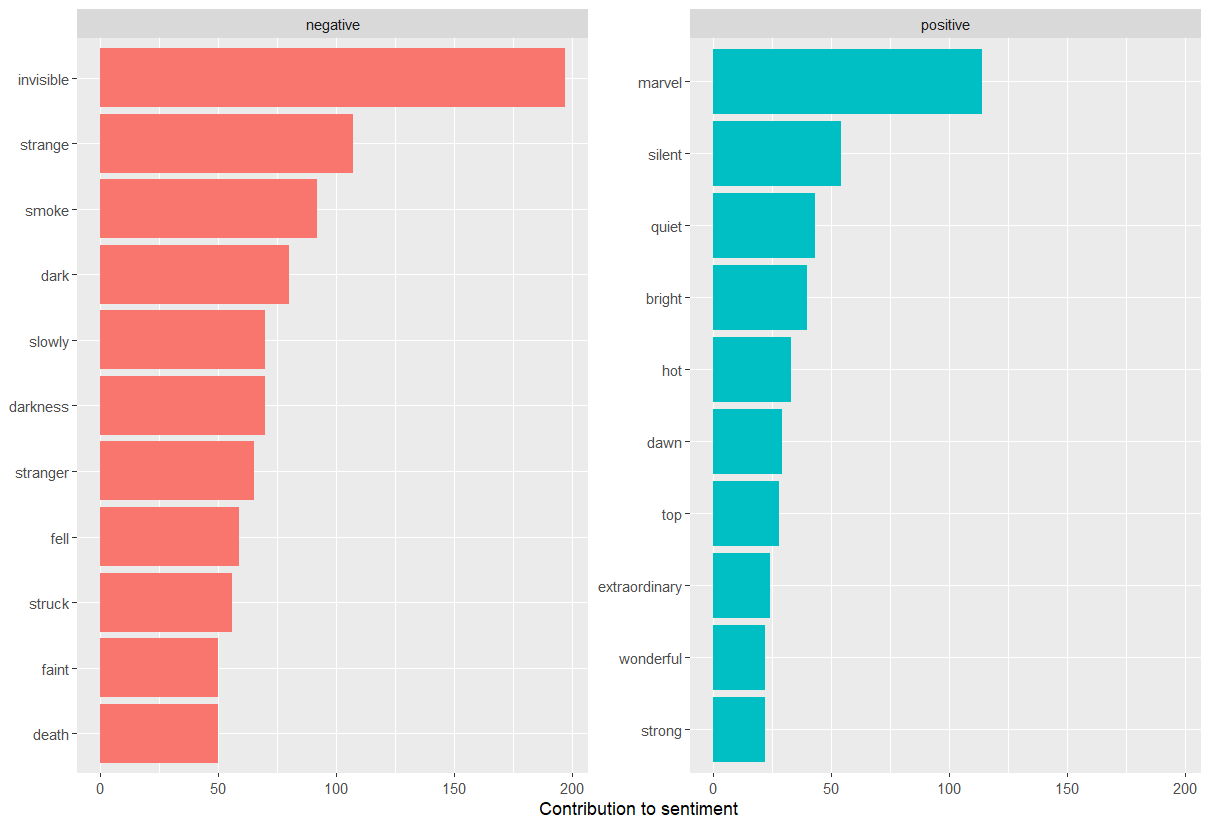 negative
invisible
strange
smoke
dark
slowly
darkness
stranger
fell
struck
faint
death
0 50 100 150 200
positive
marvel
silent
quiet
bright
hot
dawn
top
extraordinary
wonderful
strong
0 50 100 150 200
Contribution to sentiment